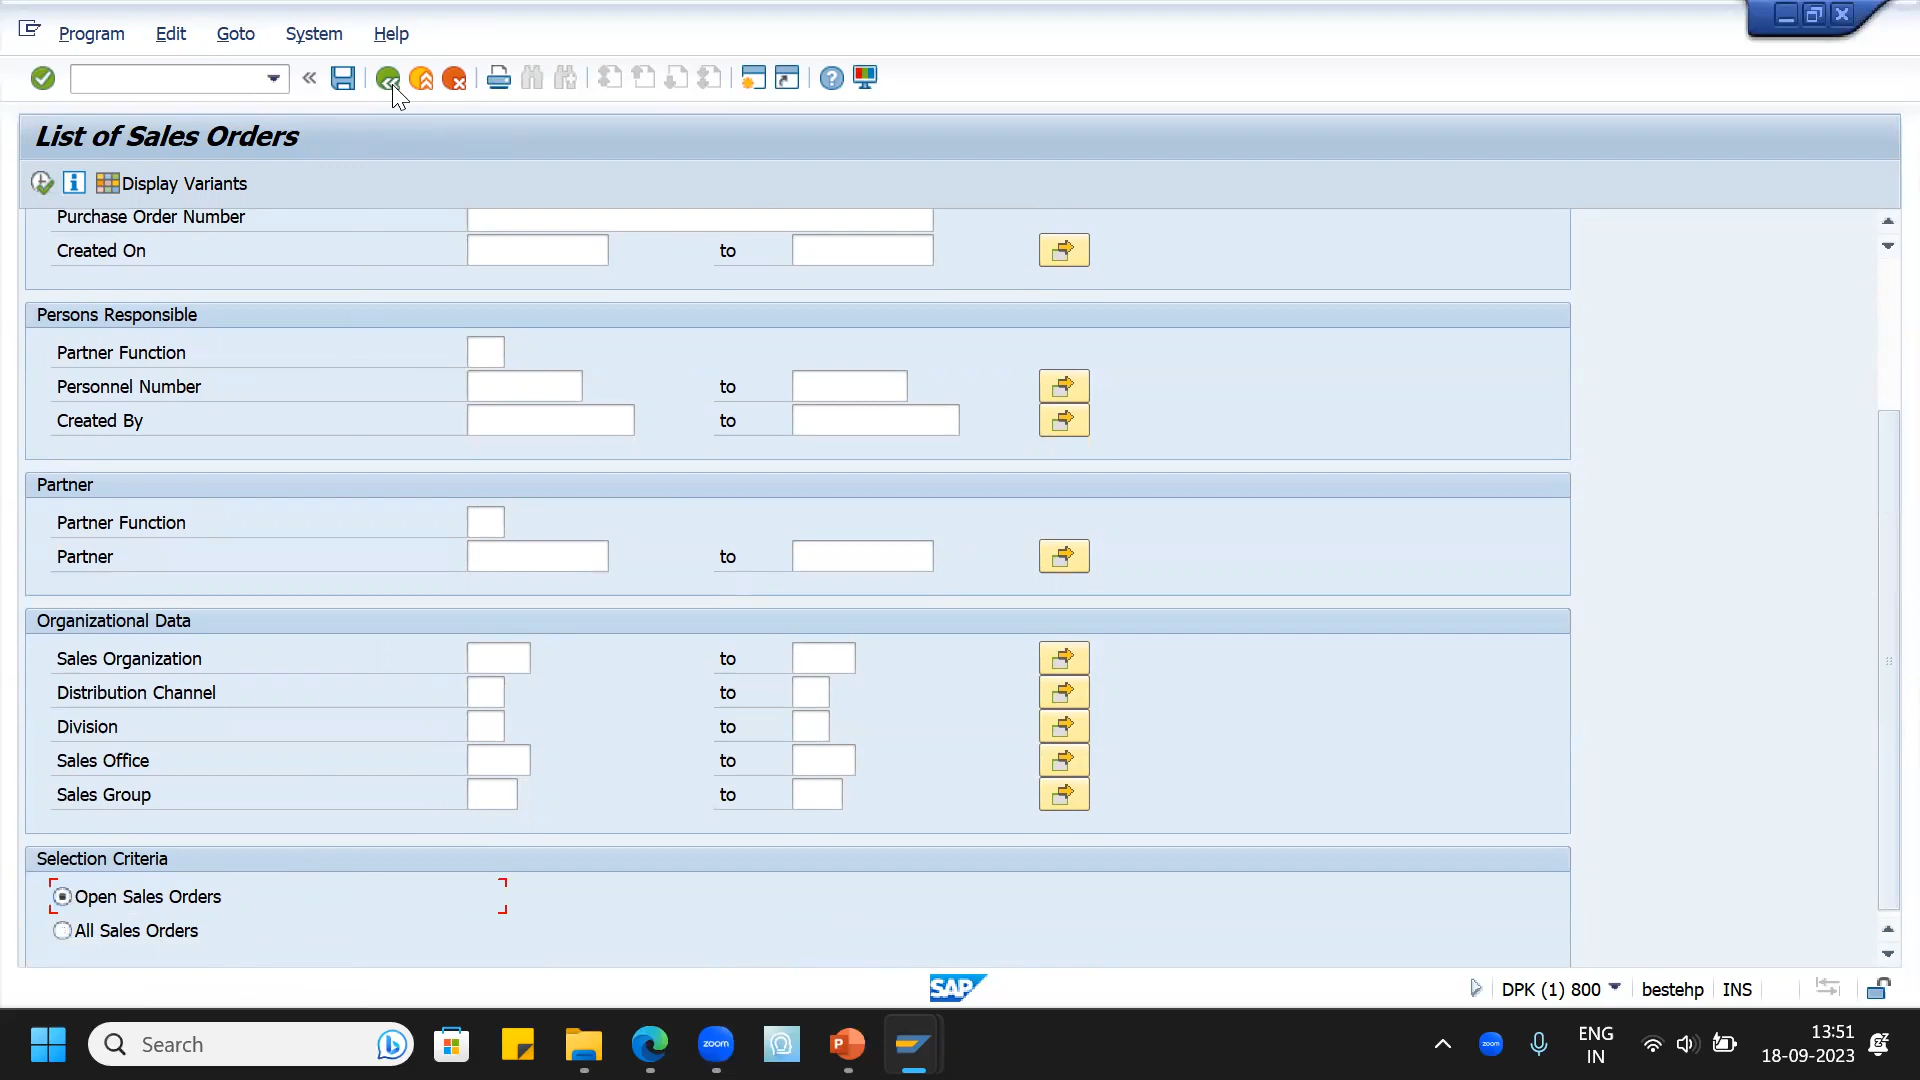 Program Edit Goto System Help
List of Sales Orders
Display Variants
Purchase Order Number
Created On to
Persons Responsible
Partner Function
Personnel Number to
Created By to
Partner
Partner Function
Partner to
Organizational Data
Sales Organization to
Distribution Channel to
Division to
Sales Office to
Sales Group to
Selection Criteria
Open Sales Orders
All Sales Orders
SAP
DPK (1) 800 bestehp INS
Search
zoom
P
zoom
ENG
IN
13:51
18-09-2023